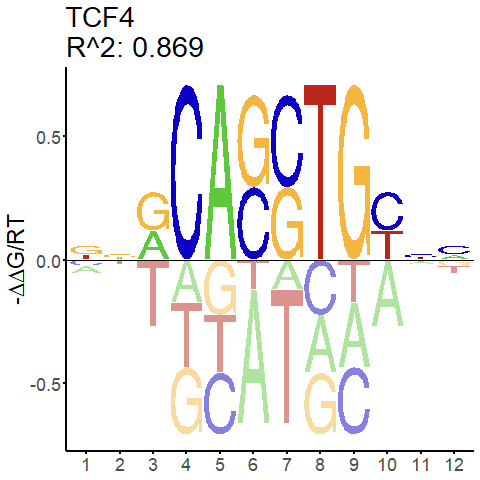 TCF4
R^2: 0.869
-ΔΔG/RT
0.5
0.0
-0.5
G C A G C T G C
A C G T
T A G T A C T A
T T A T A A
G C G C
1 2 3 4 5 6 7 8 9 10 11 12